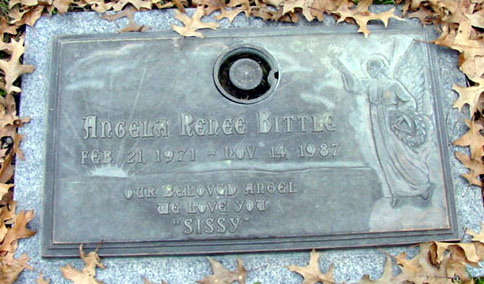 Angela Renee Bittle
Feb. 21 1971 - Nov. 14 1987
Our Beloved Angel
We Love You
"Sissy"